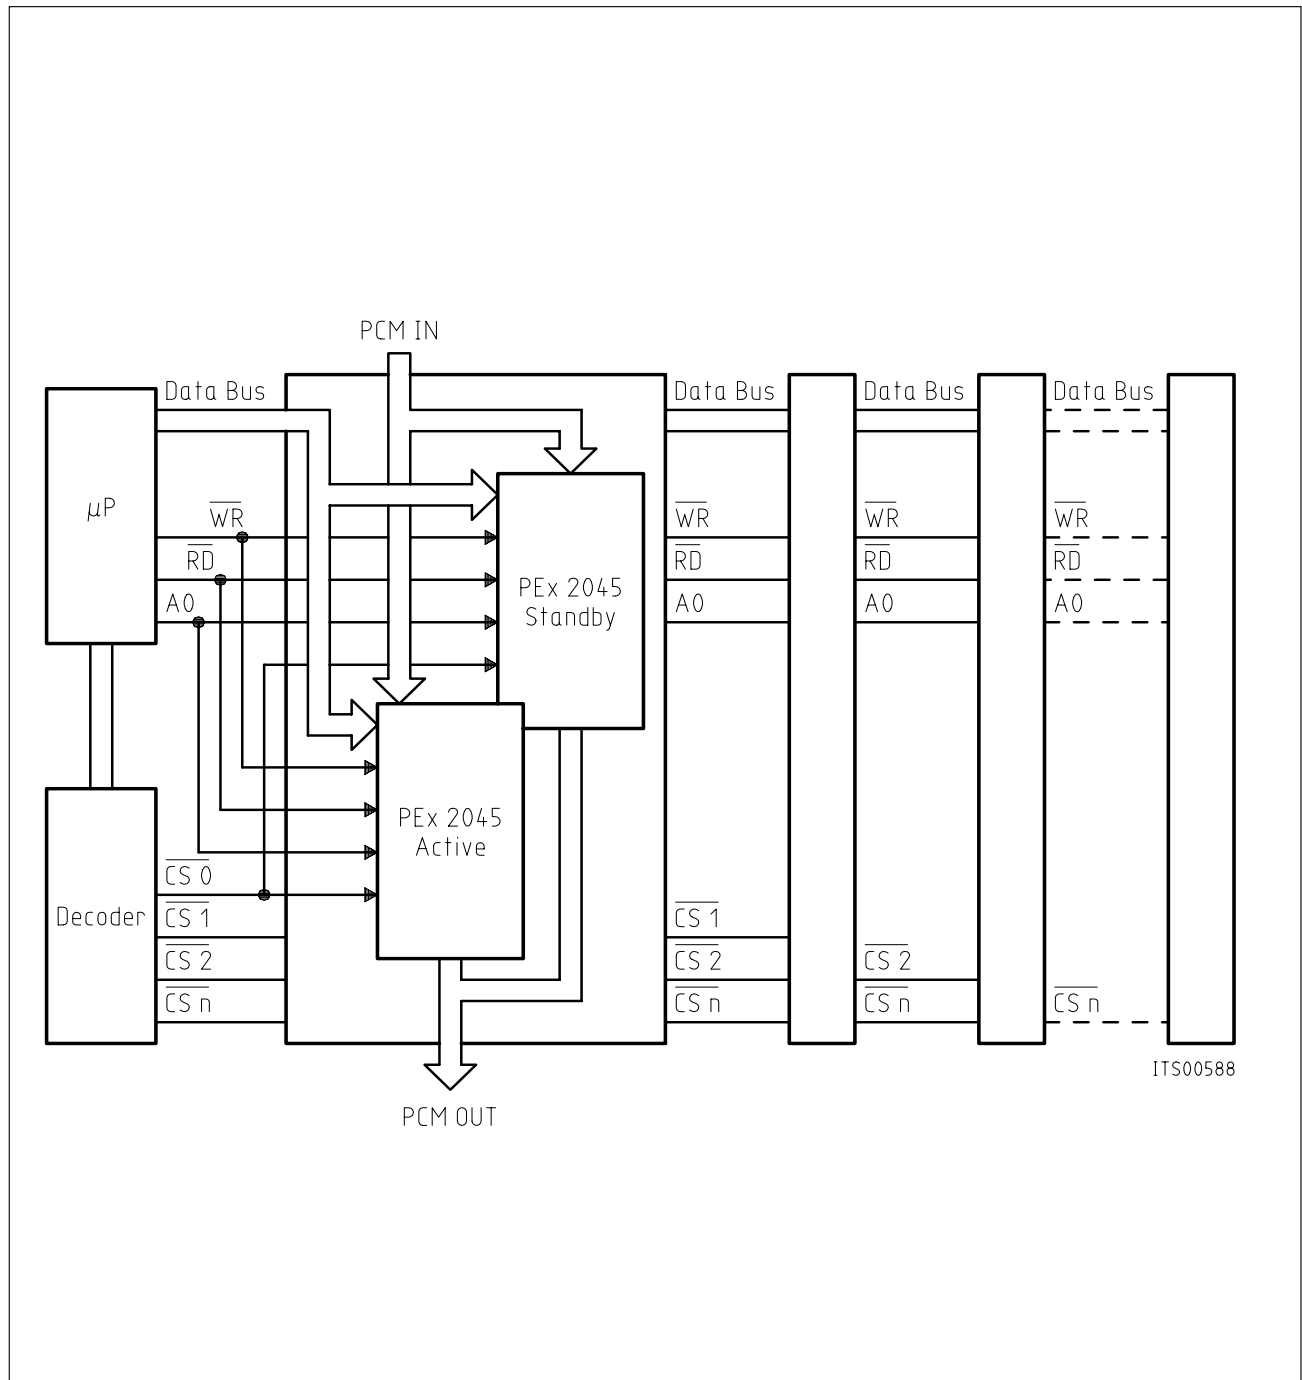 PCM IN
Data Bus
Data Bus
Data Bus
Data Bus
μP
WR
WR
WR
WR
RD
RD
RD
RD
A0
A0
A0
A0
PEx 2045
Standby
PEx 2045
Active
Decoder
CS 0
CS 1
CS 1
CS 2
CS 2
CS 2
CS n
CS n
CS n
CS n
ITS00588
PCM OUT